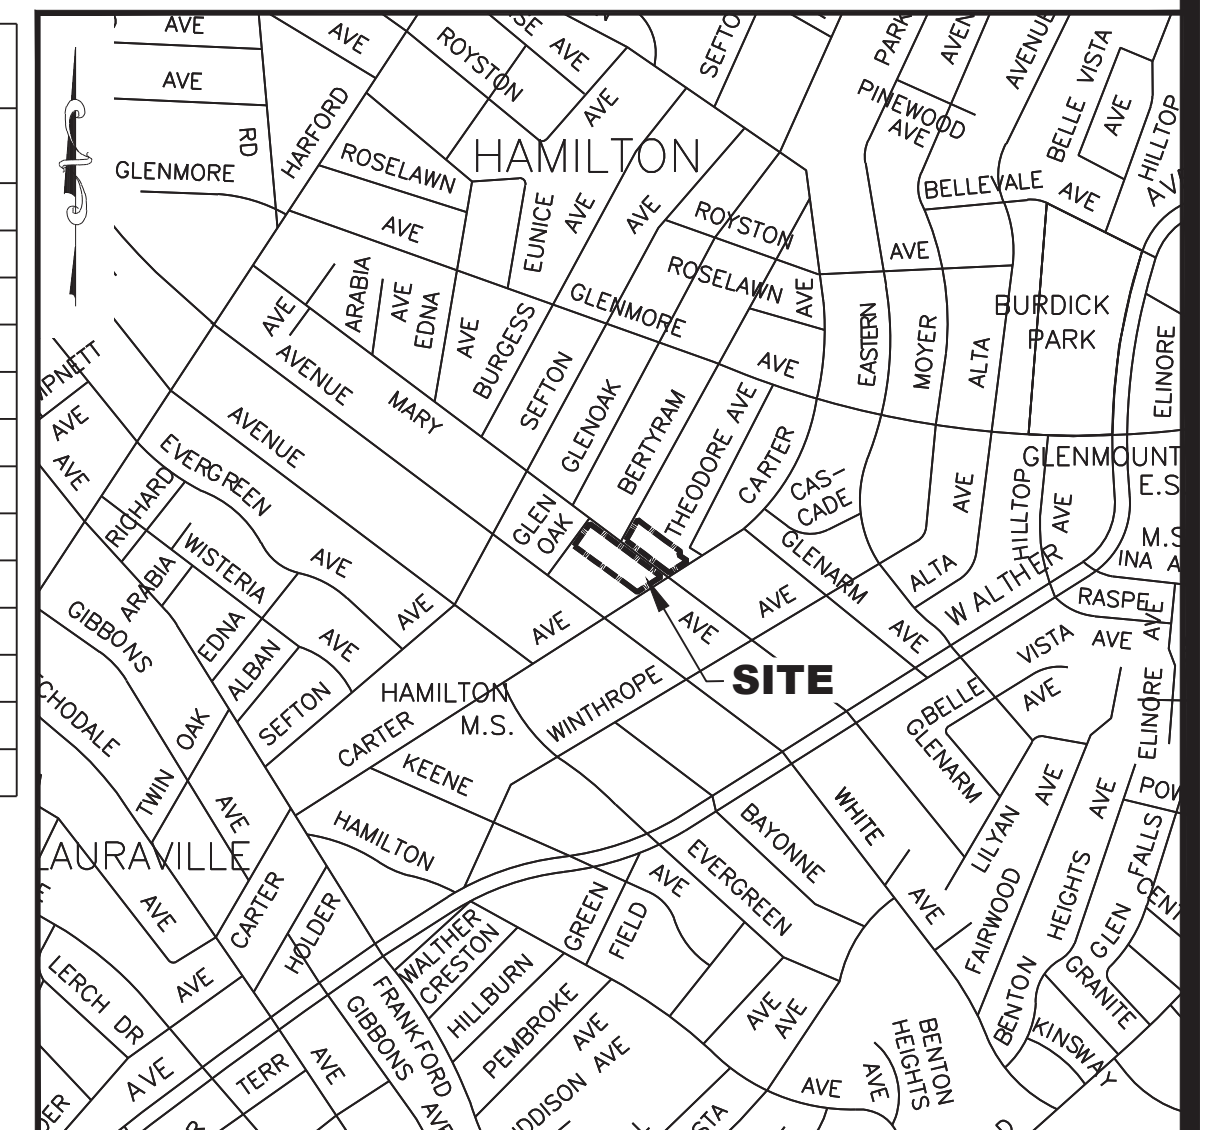 AVE
AVE
ROYSTON
AVE
SEFTO
PARK
AVEN
AVENUE
VISTA
AVE
HARFORD
RD
AVE
PINEWOOD
AVE
BELLE
AVE
HILLTOP
GLENMORE
ROSELAWN
HAMILTON
BELLEVALE
AVE
AVE
EUNICE
AVE
AVE
ROYSTON
AVE
ARABIA
AVE
EDNA
AVE
ROSELAWN
AVE
BURDICK
PARK
AVE
GLENMORE
BURGESS
EASTERN
MOYER
ALTA
ELINORE
AVENUE
MARY
SEFTON
AVE
AVE
GLENOAK
BERTYRAM
THEODORE AVE
CARTER
AVE
AVE
AVENUE
EVERGREEN
CAS-
CADE
AVE
HILLTOP
AVE
GLENMOUNT
E.S
M.S
RICHARD
GLEN
OAK
GLENARM
ALTA
WALTHER
INA A
ARABIA
WISTERIA
AVE
AVE
AVE
AVE
AVE
AVE
RASPE
AVE
AVE
GIBBONS
EDNA
AVE
VISTA
ALBAN
SITE
SEFTON
HAMILTON
M.S.
WINTHROPE
BELLE
AVE
ELINORE
OAK
CARTER
KEENE
GLENARM
TWIN
AVE
AVE
AVE
POW
HAMILTON
WHITE
BAYONNE
LILYAN
FALLS
LAURAVILLE
EVERGREEN
AVE
HEIGHTS
CARTER
HOLDER
GREEN
FIELD
AVE
FAIRWOOD
GLEN
CENT
AVE
WALTHER
CRESTON
LERCH DR
AVE
HILLBURN
GRANITE
BENTON
FRANKFORD
GIBBONS
PEMBROKE
AVE
AVE
AVE
KINSWAY
AVE
TERR
AVE
AVE
AVE
BENTON
HEIGHTS
AVE